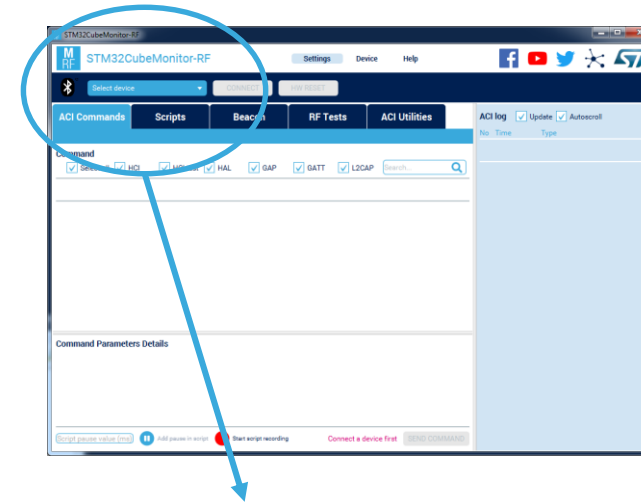 STM32CubeMonitor-RF
M
RF
STM32CubeMonitor-RF
Settings Device Help
Select device
CONNECT
HW RESET
ACI Commands Scripts Beacon RF Tests ACI Utilities
ACI log Update Autoscroll
No Time Type
Command
HCI HAL GAP GATT L2CAP Search...
Command Parameters Details
Script pause value (ms) Add pause in script Start script recording Connect a device first SEND COMMAND